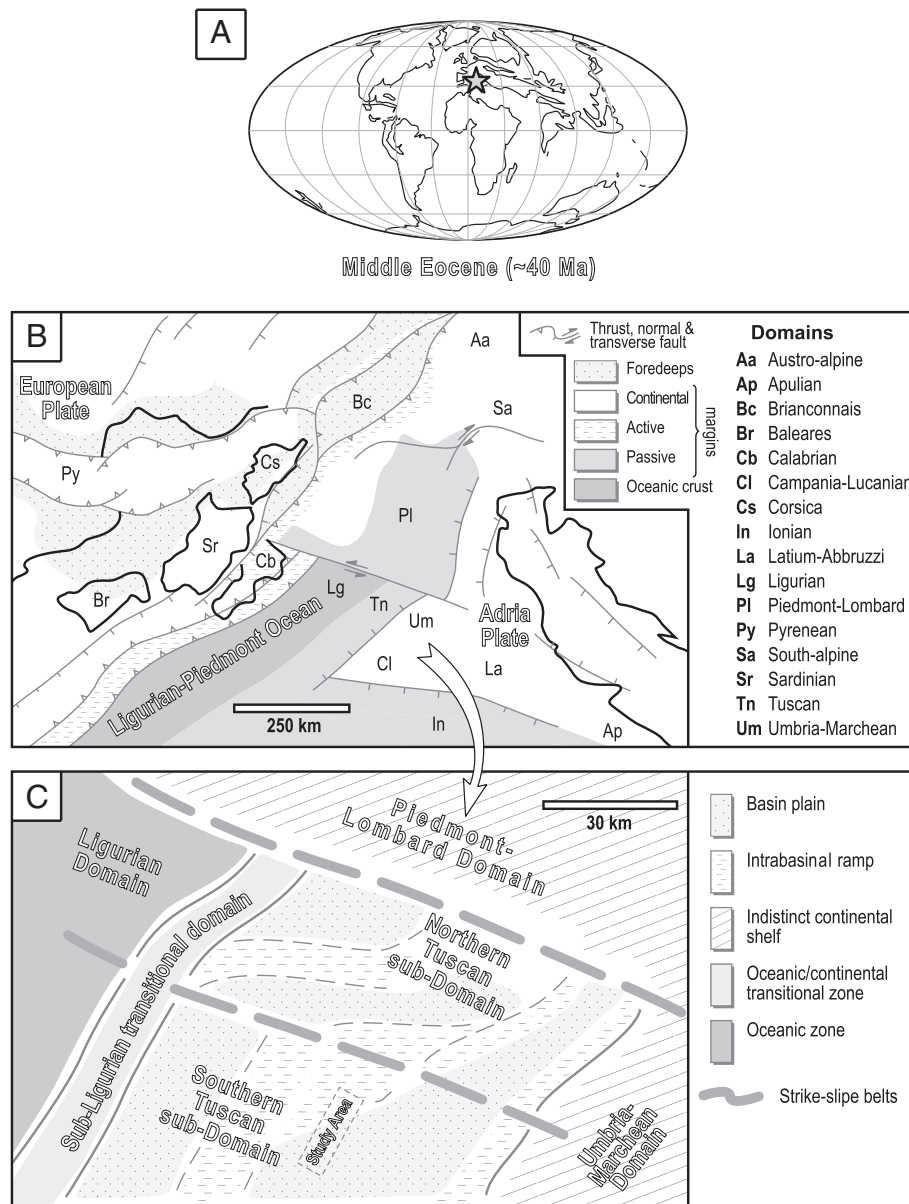 A
Middle Eocene (~40 Ma)
B
European
Plate
Aa
Bc
Sa
Py
Cs
Pl
Sr
Cb
Br
Lg
Tn
Um
Adria
Plate
Ligurian-Piedmont Ocean
Cl
La
250 km
In
Ap
Thrust, normal &
transverse fault
Foredeeps
Continental
Active
Passive
margins
Oceanic crust
Domains
Aa Austro-alpine
Ap Apulian
Bc Brianconnais
Br Baleares
Cb Calabrian
Cl Campania-Lucanian
Cs Corsica
In Ionian
La Latium-Abbruzzi
Lg Ligurian
Pl Piedmont-Lombard
Py Pyrenean
Sa South-alpine
Sr Sardinian
Tn Tuscan
Um Umbria-Marchean
C
Piedmont-
Lombard Domain
30 km
Ligurian
Domain
Sub-Ligurian transitional domain
Northern
Tuscan
sub-Domain
Southern
Tuscan
sub-Domain
Study Area
Umbria-
Marchean
Domain
Basin plain
Intrabasinal ramp
Indistinct continental
shelf
Oceanic/continental
transitional zone
Oceanic zone
Strike-slip belts